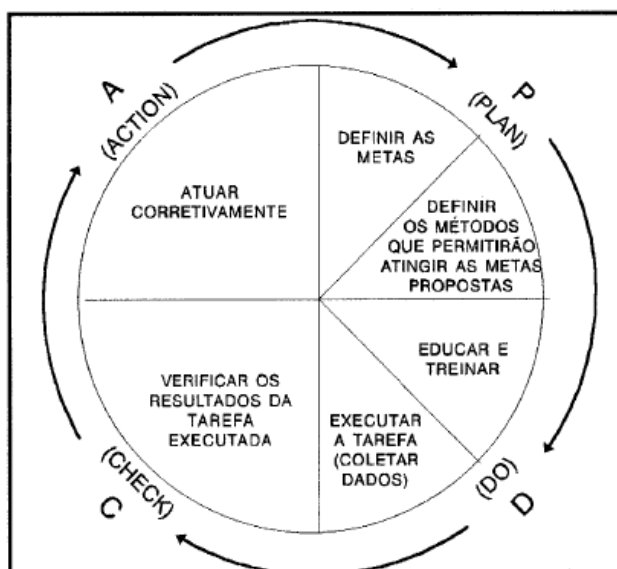 A
(ACTION)
P
(PLAN)
DEFINIR AS
METAS
DEFINIR
OS MÉTODOS
QUE PERMITIRÃO
ATINGIR AS METAS
PROPOSTAS
EDUCAR E
TREINAR
EXECUTAR
A TAREFA
(COLETAR
DADOS)
(DO)
D
VERIFICAR OS
RESULTADOS DA
TAREFA
EXECUTADA
(CHECK)
C
ATUAR
CORRETIVAMENTE